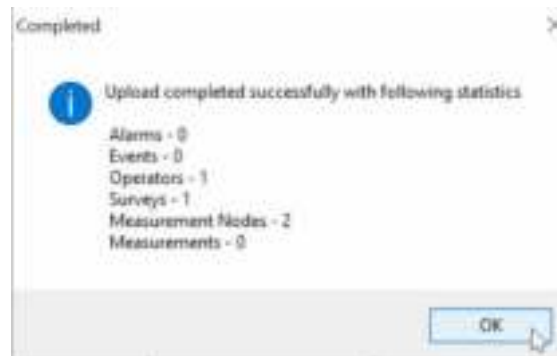 Completed
Upload completed successfully with following statistics
Alarms - 0
Events - 0
Operators - 1
Surveys - 1
Measurement Nodes - 2
Measurements - 0
OK